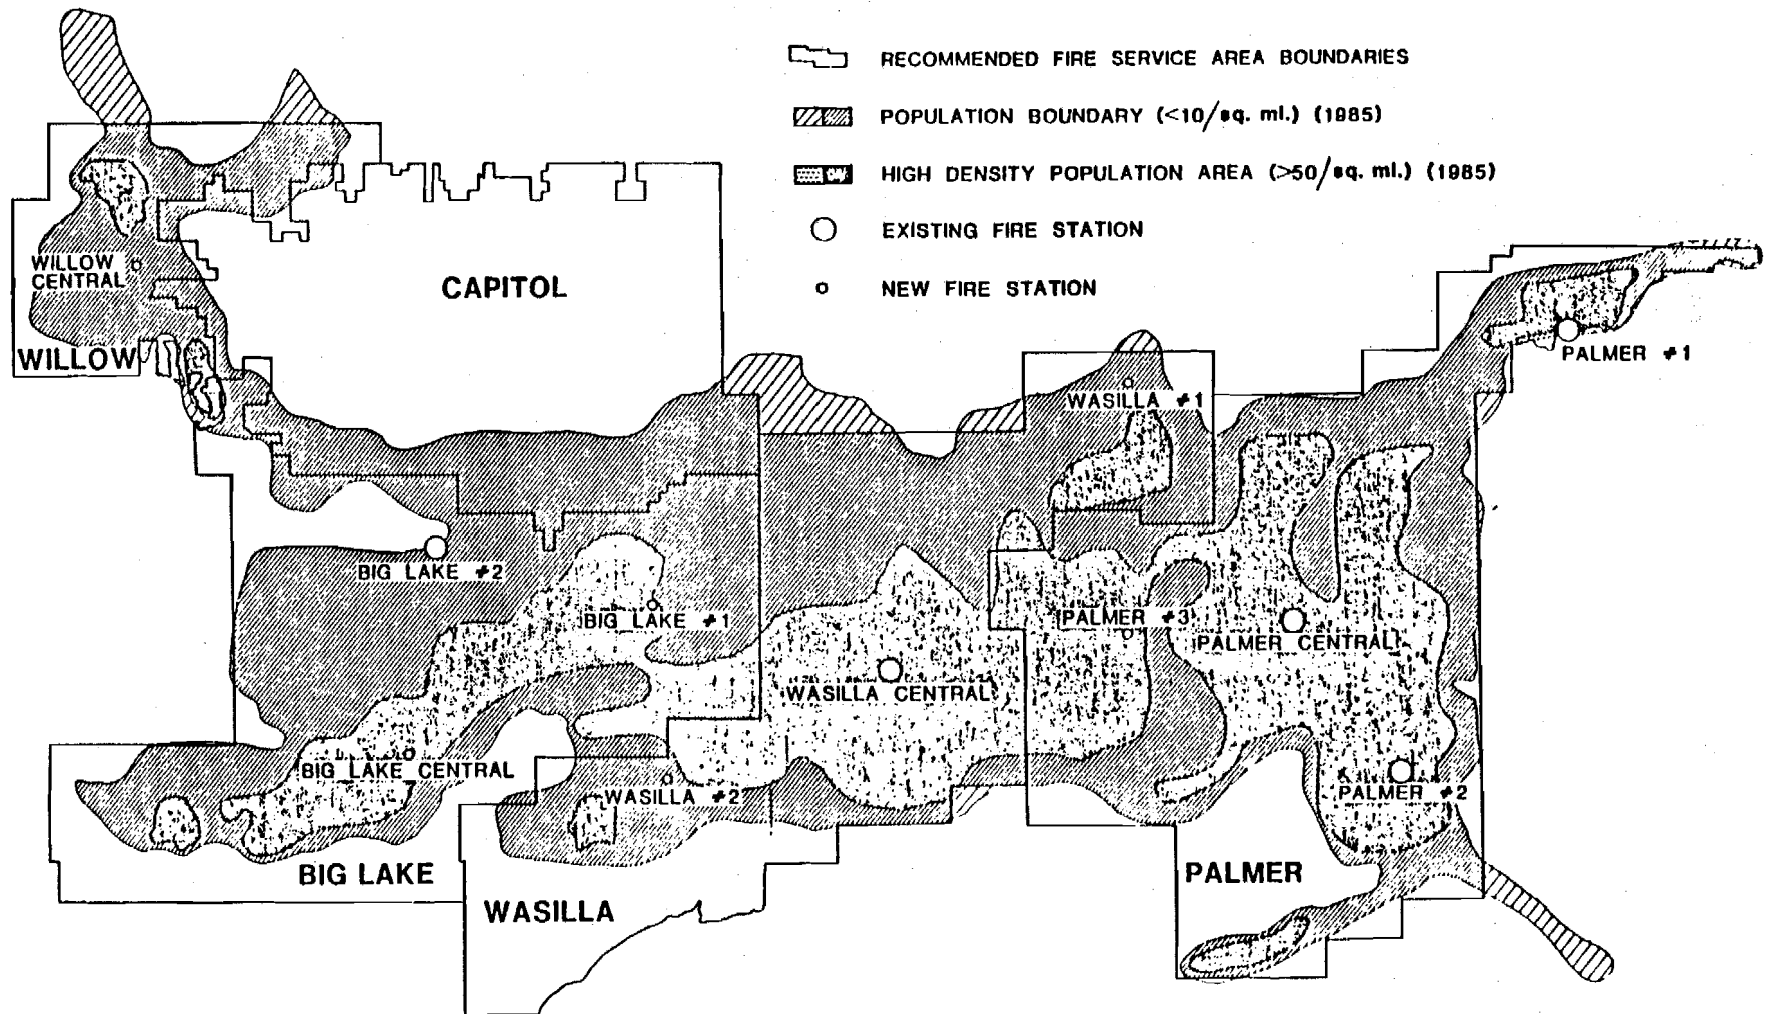 RECOMMENDED FIRE SERVICE AREA BOUNDARIES
POPULATION BOUNDARY (<10/sq. mi.) (1985)
HIGH DENSITY POPULATION AREA (>50/sq. mi.) (1985)
EXISTING FIRE STATION
NEW FIRE STATION
WILLOW
CENTRAL
CAPITOL
WILLOW
PALMER #1
WASILLA #1
BIG LAKE #2
BIG LAKE #1
PALMER #3
PALMER CENTRAL
WASILLA CENTRAL
BIG LAKE CENTRAL
WASILLA #2
PALMER #2
BIG LAKE
PALMER
WASILLA